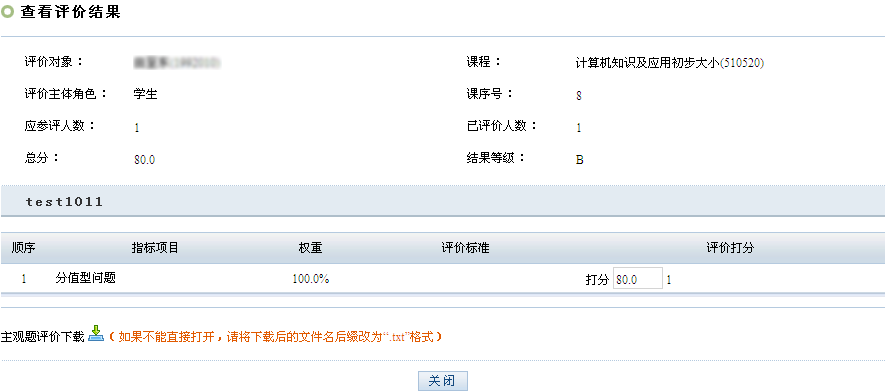 查看评价结果
评价对象： 课程： 计算机知识及应用初步大小(510520)
评价主体角色： 学生 课序号： 8
应参评人数： 1 已评价人数： 1
总分： 80.0 结果等级： B
test1011
顺序 指标项目 权重 评价标准 评价打分
1 分值型问题 100.0% 打分 80.0 1
主观题评价下载 （如果不能直接打开，请将下载后的文件名后缀改为“.txt”格式）
关闭